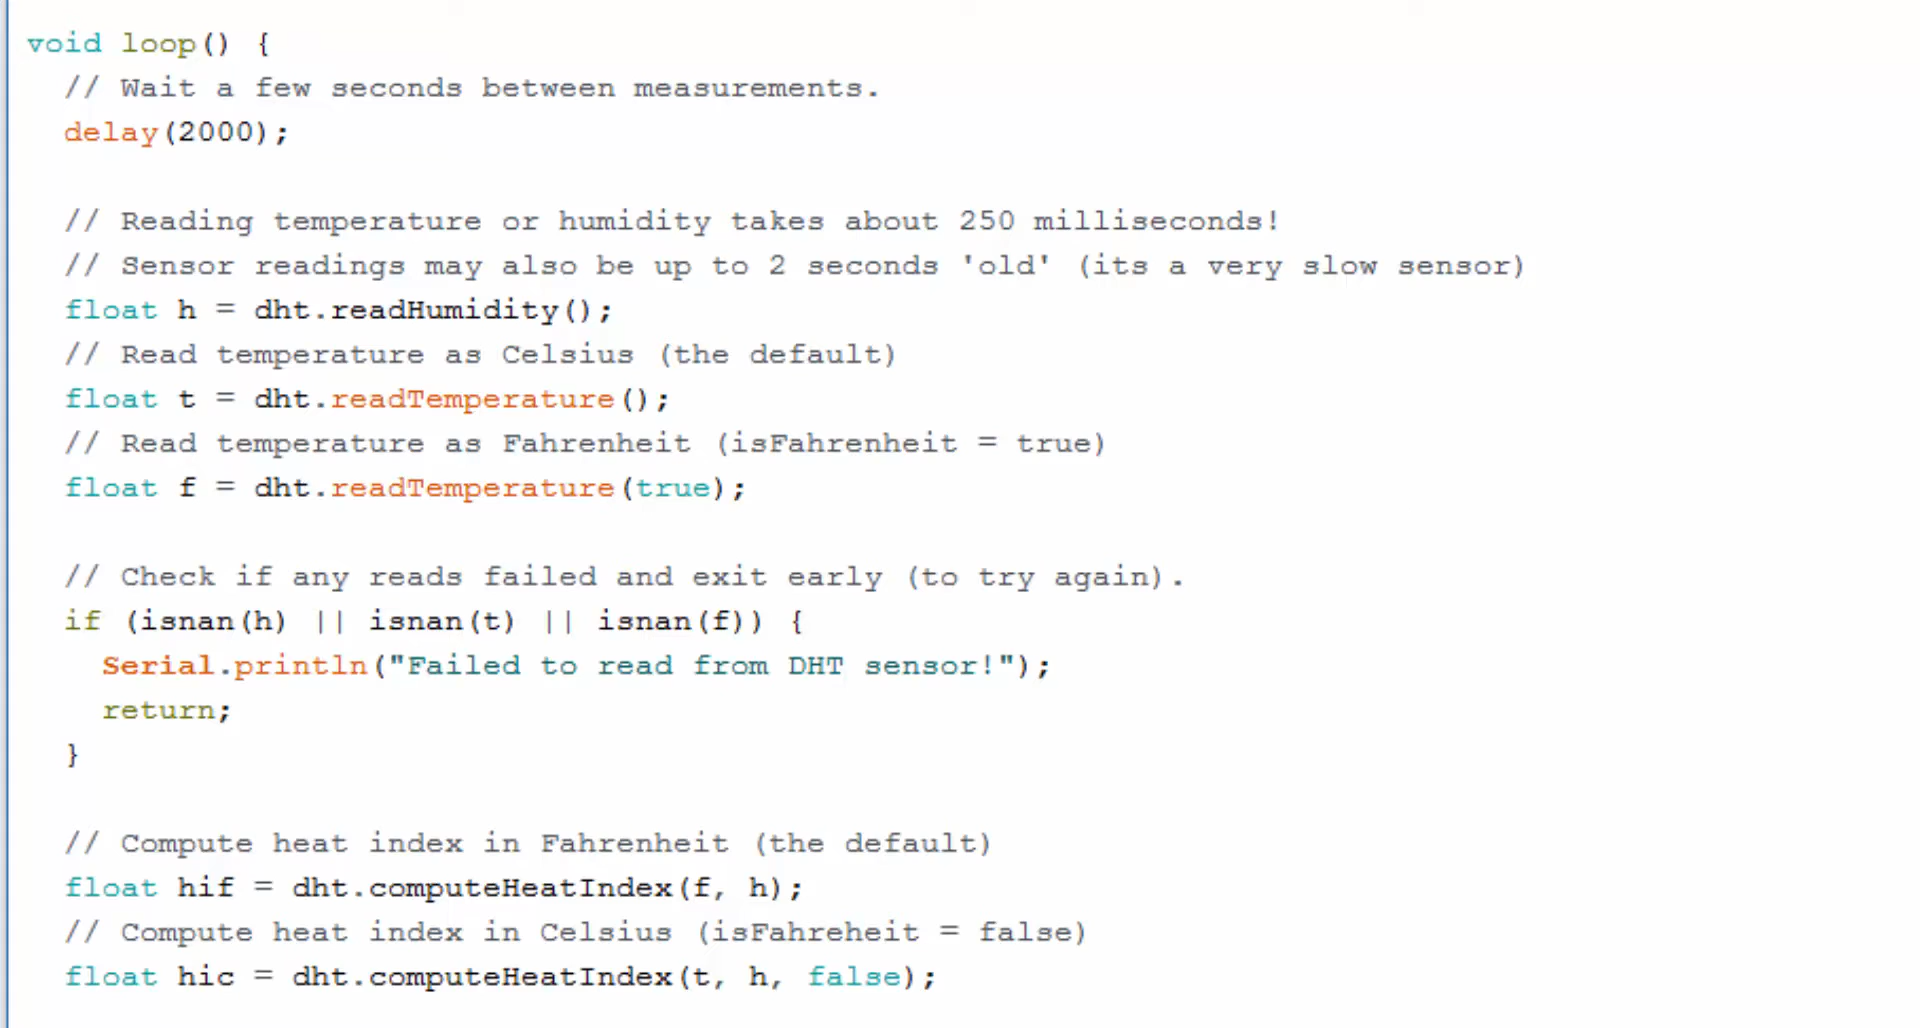 void loop() {
  // Wait a few seconds between measurements.
  delay(2000);

  // Reading temperature or humidity takes about 250 milliseconds!
  // Sensor readings may also be up to 2 seconds 'old' (its a very slow sensor)
  float h = dht.readHumidity();
  // Read temperature as Celsius (the default)
  float t = dht.readTemperature();
  // Read temperature as Fahrenheit (isFahrenheit = true)
  float f = dht.readTemperature(true);

  // Check if any reads failed and exit early (to try again).
  if (isnan(h) || isnan(t) || isnan(f)) {
    Serial.println("Failed to read from DHT sensor!");
    return;
  }

  // Compute heat index in Fahrenheit (the default)
  float hif = dht.computeHeatIndex(f, h);
  // Compute heat index in Celsius (isFahreheit = false)
  float hic = dht.computeHeatIndex(t, h, false);